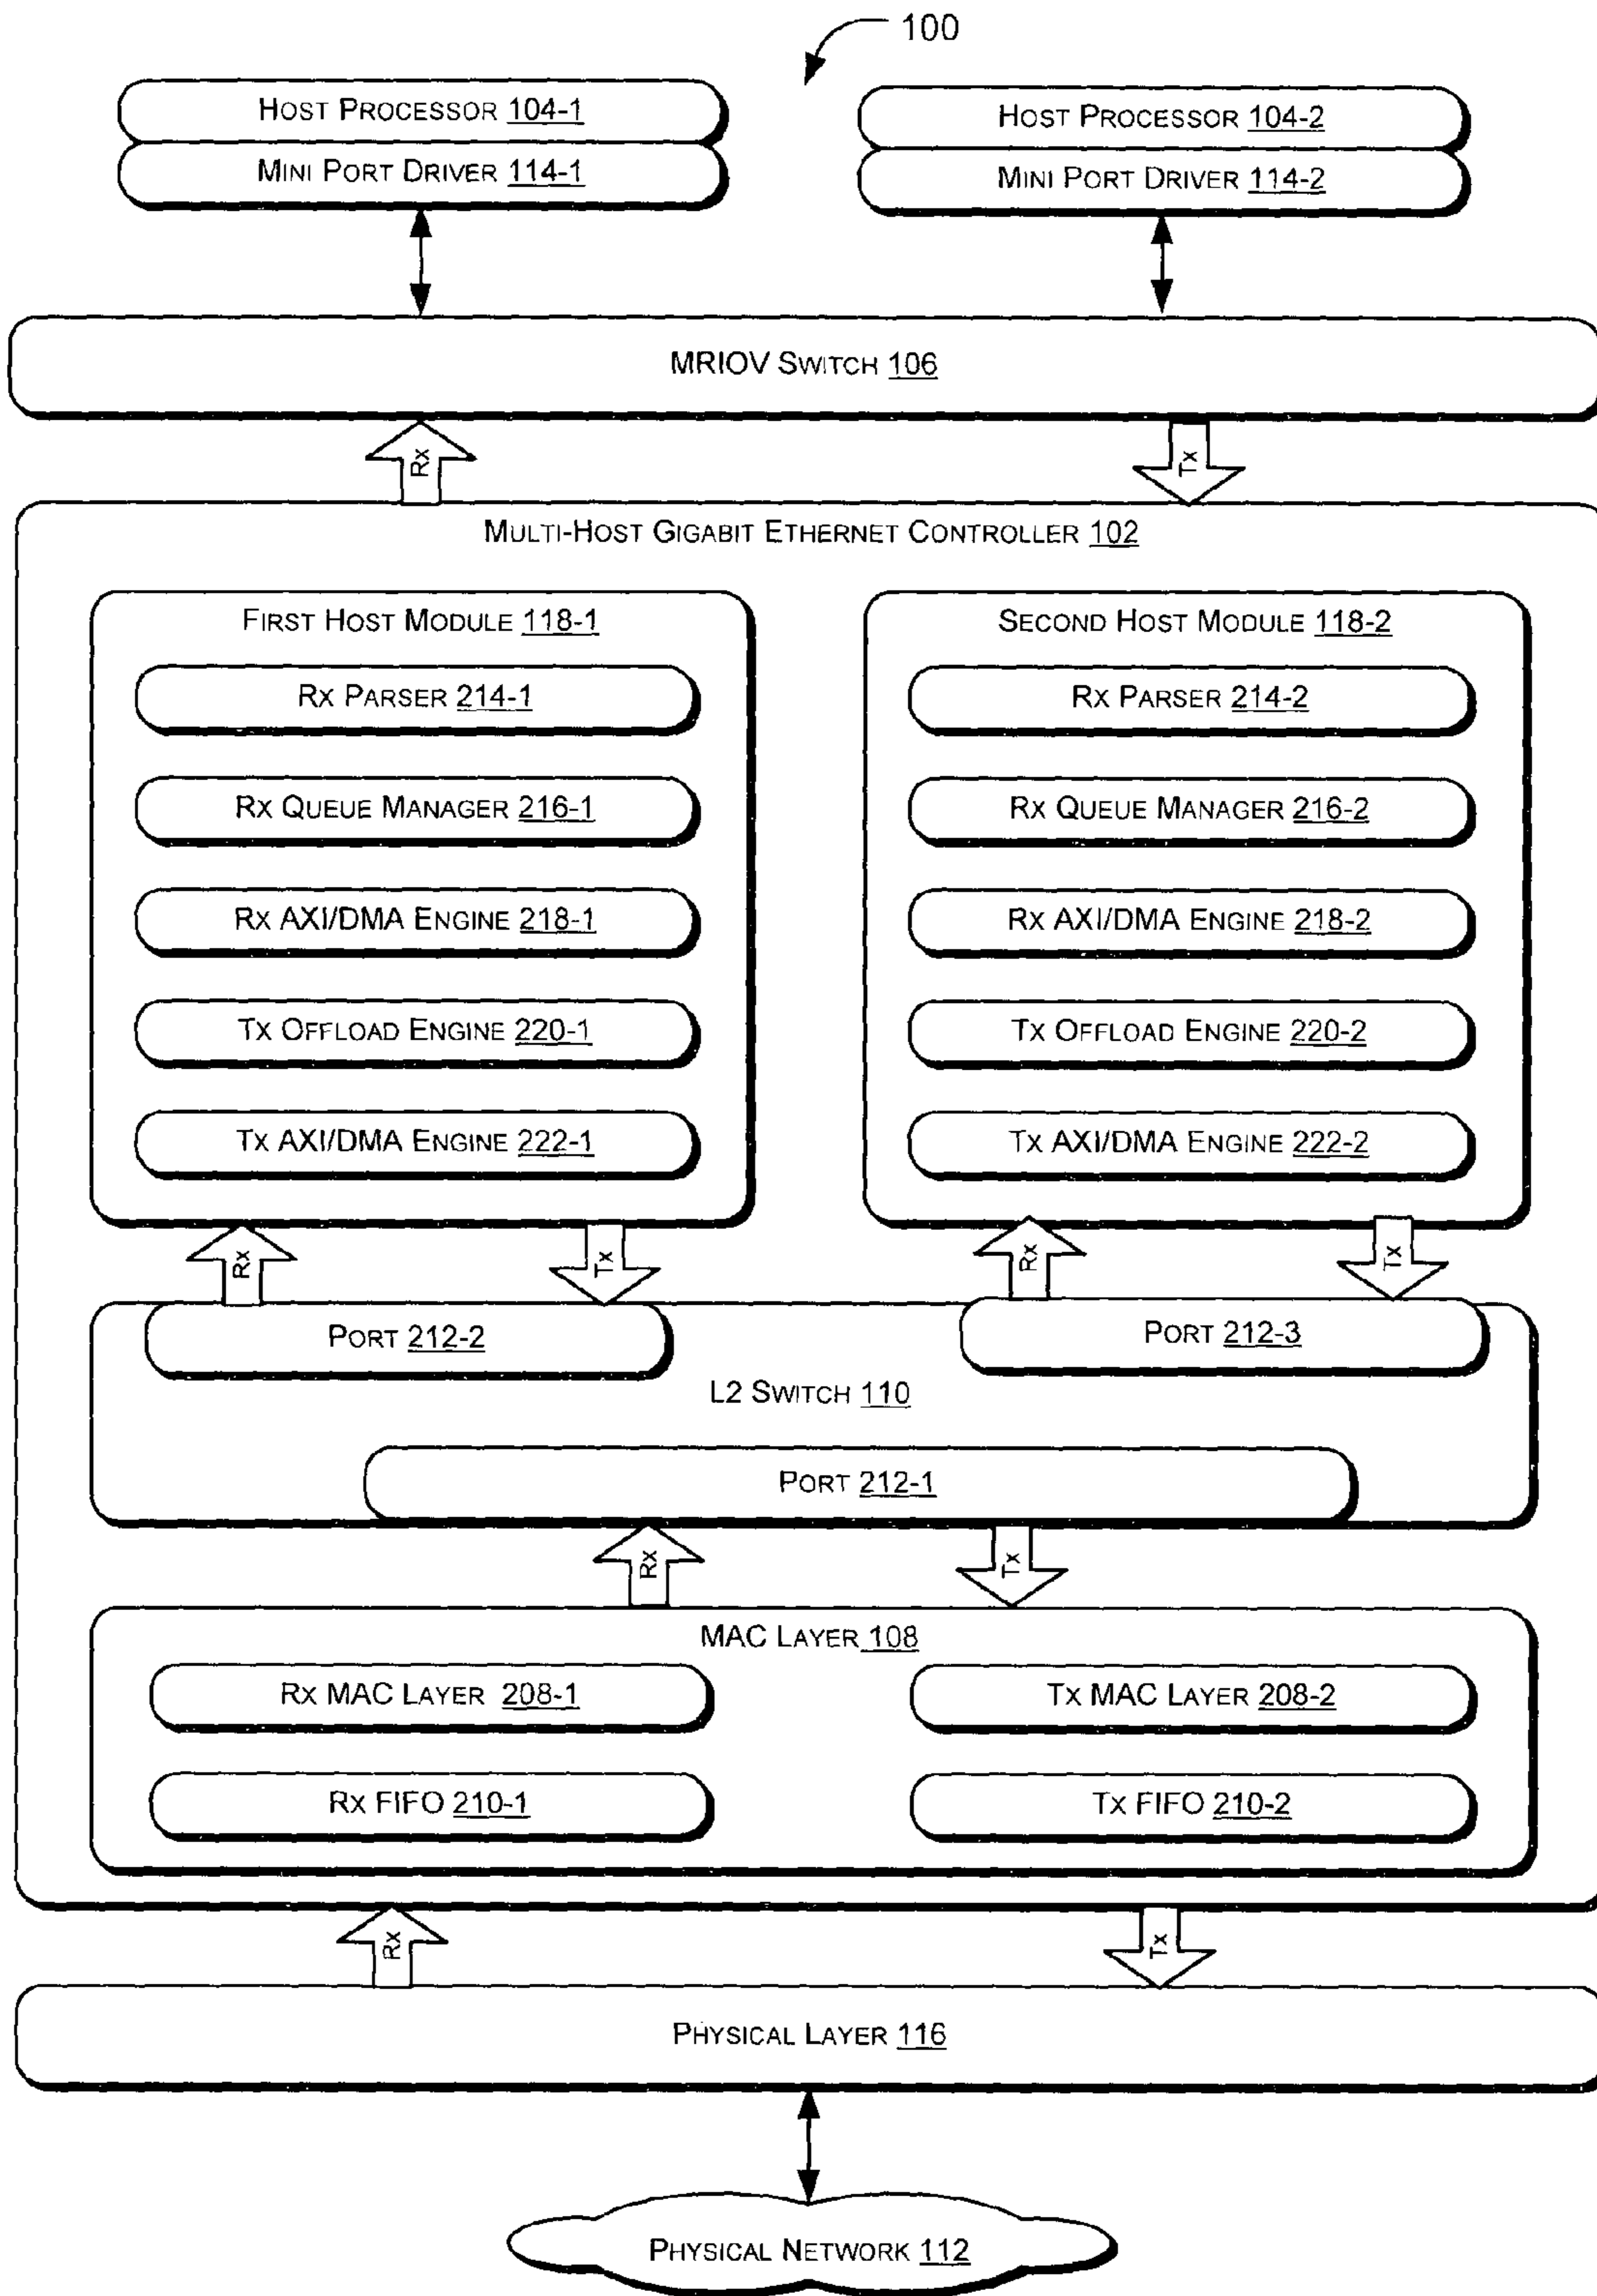 100
Host Processor 104-1
Mini Port Driver 114-1
Host Processor 104-2
Mini Port Driver 114-2
MRIOV Switch 106
Rx
Tx
Multi-Host Gigabit Ethernet Controller 102
First Host Module 118-1
Rx Parser 214-1
Rx Queue Manager 216-1
Rx AXI/DMA Engine 218-1
Tx Offload Engine 220-1
Tx AXI/DMA Engine 222-1
Second Host Module 118-2
Rx Parser 214-2
Rx Queue Manager 216-2
Rx AXI/DMA Engine 218-2
Tx Offload Engine 220-2
Tx AXI/DMA Engine 222-2
Rx
Tx
Rx
Tx
Port 212-2
Port 212-3
L2 Switch 110
Port 212-1
Rx
Tx
MAC Layer 108
Rx MAC Layer 208-1
Tx MAC Layer 208-2
Rx FIFO 210-1
Tx FIFO 210-2
Rx
Tx
Physical Layer 116
Physical Network 112